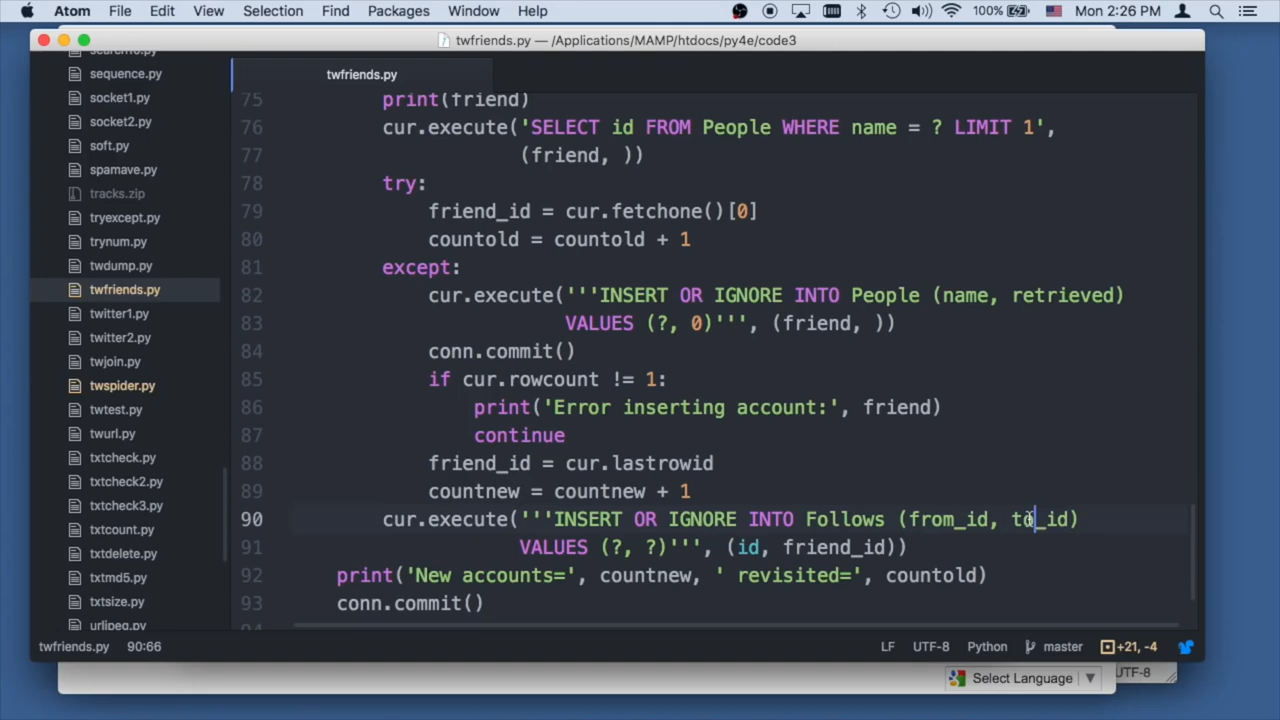 Atom File Edit View Selection Find Packages Window Help 100% Mon 2:26 PM
twfriends.py — /Applications/MAMP/htdocs/py4e/code3
sequence.py
socket1.py
socket2.py
soft.py
spamave.py
tracks.zip
tryexcept.py
trynum.py
twdump.py
twfriends.py
twitter1.py
twitter2.py
twjoin.py
twspider.py
twtest.py
twurl.py
txtcheck.py
txtcheck2.py
txtcheck3.py
txtcount.py
txtdelete.py
txtmd5.py
txtsize.py
urljpeg.py
twfriends.py
75 print(friend)
76 cur.execute('SELECT id FROM People WHERE name = ? LIMIT 1',
77 (friend, ))
78 try:
79 friend_id = cur.fetchone()[0]
80 countold = countold + 1
81 except:
82 cur.execute('''INSERT OR IGNORE INTO People (name, retrieved)
83 VALUES (?, 0)''', (friend, ))
84 conn.commit()
85 if cur.rowcount != 1:
86 print('Error inserting account:', friend)
87 continue
88 friend_id = cur.lastrowid
89 countnew = countnew + 1
90 cur.execute('''INSERT OR IGNORE INTO Follows (from_id, to_id)
91 VALUES (?, ?)''', (id, friend_id))
92 print('New accounts=', countnew, ' revisited=', countold)
93 conn.commit()
twfriends.py 90:66 LF UTF-8 Python master +21, -4
Select Language ▼ UTF-8